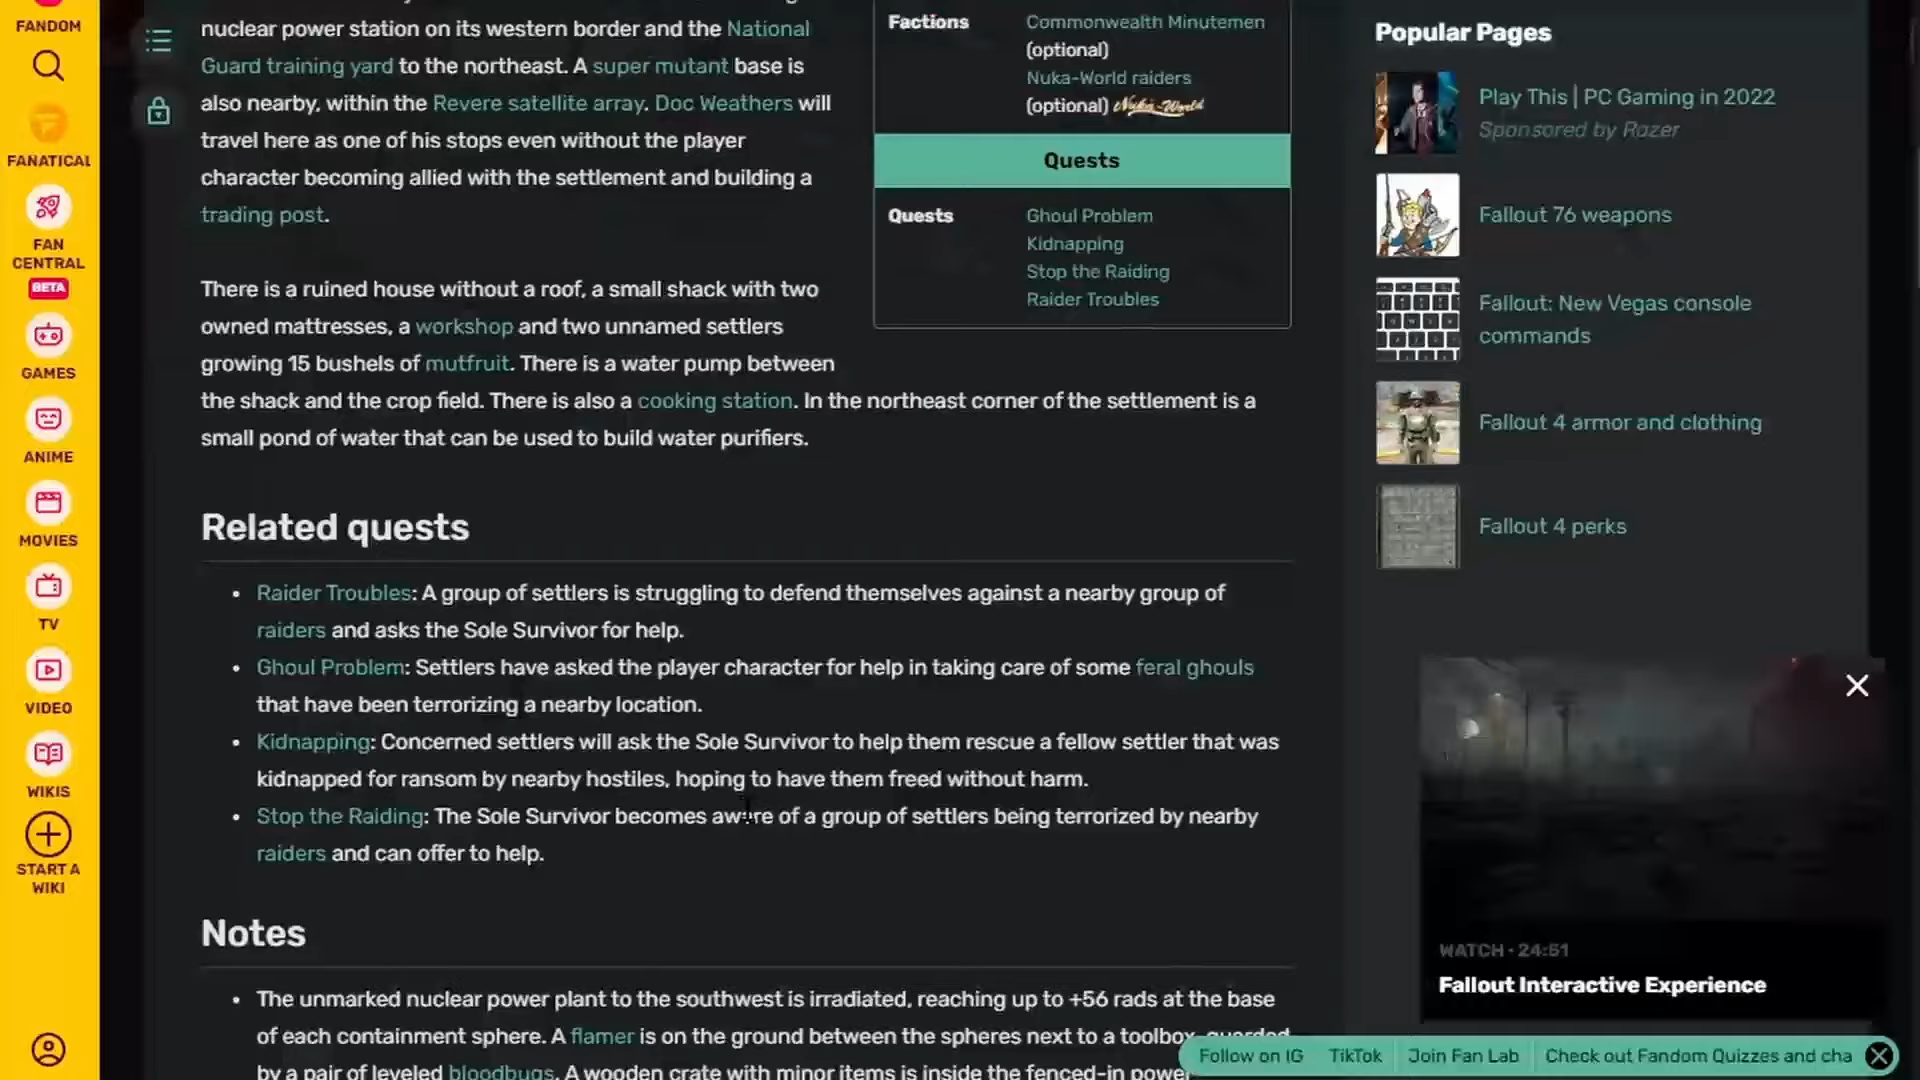 FANDOM
FANATICAL
FAN
CENTRAL
BETA
GAMES
ANIME
MOVIES
TV
VIDEO
WIKIS
START A
WIKI
nuclear power station on its western border and the National
Guard training yard to the northeast. A super mutant base is
also nearby, within the Revere satellite array. Doc Weathers will
travel here as one of his stops even without the player
character becoming allied with the settlement and building a
trading post.
There is a ruined house without a roof, a small shack with two
owned mattresses, a workshop and two unnamed settlers
growing 15 bushels of mutfruit. There is a water pump between
the shack and the crop field. There is also a cooking station. In the northeast corner of the settlement is a
small pond of water that can be used to build water purifiers.
Factions
Commonwealth Minutemen
(optional)
Nuka-World raiders
(optional) Nuka-World
Quests
Quests
Ghoul Problem
Kidnapping
Stop the Raiding
Raider Troubles
Related quests
• Raider Troubles: A group of settlers is struggling to defend themselves against a nearby group of
raiders and asks the Sole Survivor for help.
• Ghoul Problem: Settlers have asked the player character for help in taking care of some feral ghouls
that have been terrorizing a nearby location.
• Kidnapping: Concerned settlers will ask the Sole Survivor to help them rescue a fellow settler that was
kidnapped for ransom by nearby hostiles, hoping to have them freed without harm.
• Stop the Raiding: The Sole Survivor becomes aware of a group of settlers being terrorized by nearby
raiders and can offer to help.
Notes
• The unmarked nuclear power plant to the southwest is irradiated, reaching up to +56 rads at the base
of each containment sphere. A flamer is on the ground between the spheres next to a toolbox, guarded
by a pair of leveled bloodbugs. A wooden crate with minor items is inside the fenced-in power
Popular Pages
Play This | PC Gaming in 2022
Sponsored by Razer
Fallout 76 weapons
Fallout: New Vegas console
commands
Fallout 4 armor and clothing
Fallout 4 perks
WATCH • 24:51
Fallout Interactive Experience
Follow on IG TikTok Join Fan Lab Check out Fandom Quizzes and cha